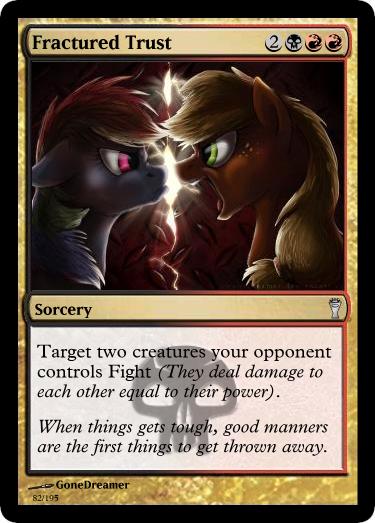 Fractured Trust 2
Sorcery
Target two creatures your opponent
controls Fight (They deal damage to
each other equal to their power).
When things gets tough, good manners
are the first things to get thrown away.
GoneDreamer
82/195